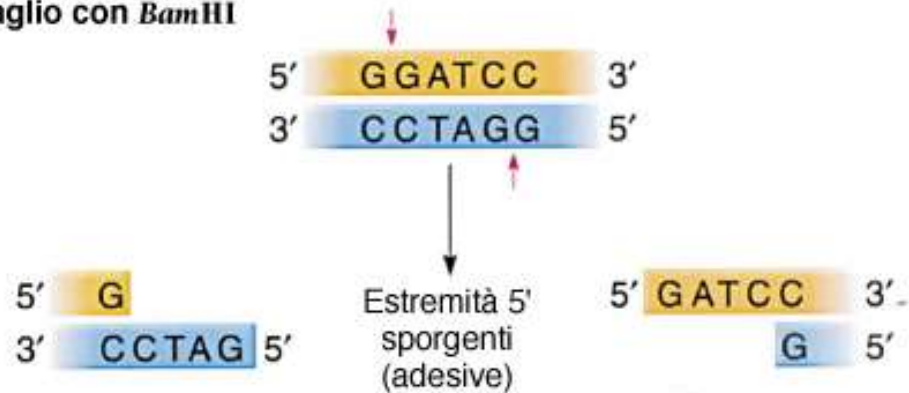 aglio con BamHI
5′ GGATCC 3′
3′ CCTAGG 5′
5′ G
3′ CCTAG 5′
Estremità 5'
sporgenti
(adesive)
5′ GATCC 3′
G 5′